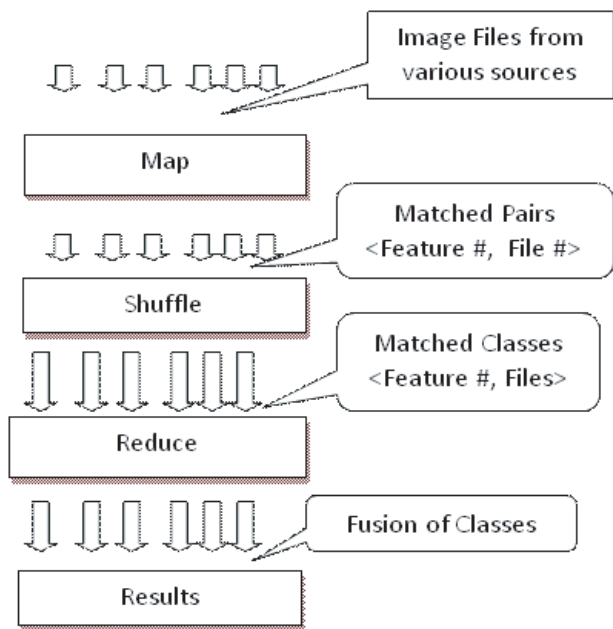 Image Files from
various sources
Map
Matched Pairs
<Feature #, File #>
Shuffle
Matched Classes
<Feature #, Files>
Reduce
Fusion of Classes
Results